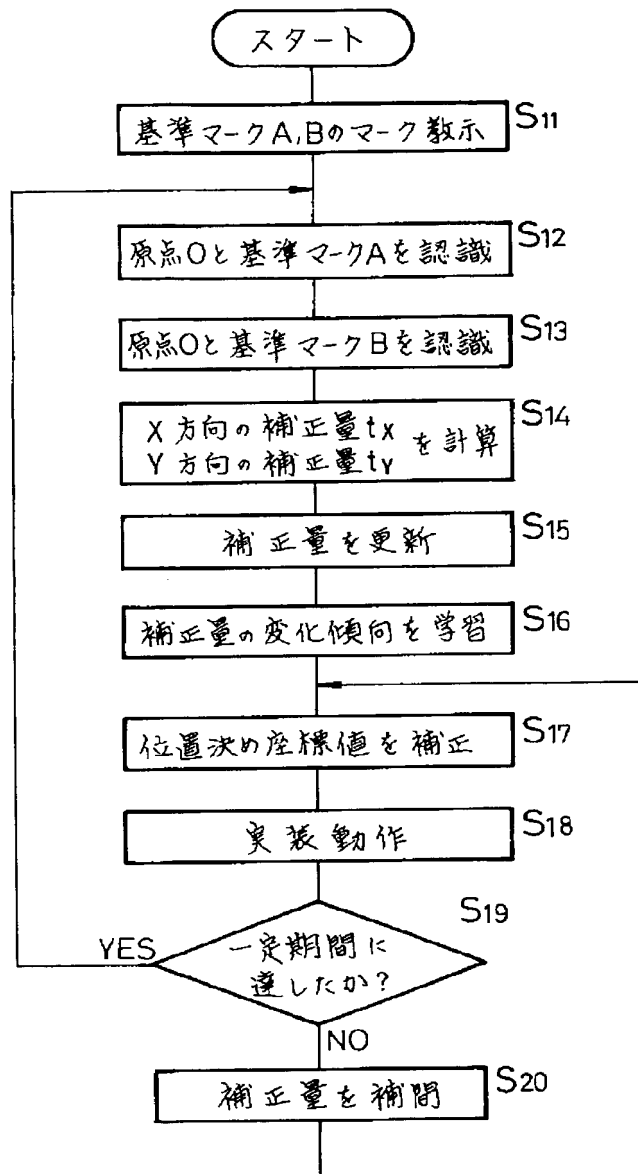 スタート
基準マークA,Bのマーク教示
S11
原点Oと基準マークAを認識
S12
原点Oと基準マークBを認識
S13
X方向の補正量tx
Y方向の補正量ty
を計算
S14
補正量を更新
S15
補正量の変化傾向を学習
S16
位置決め座標値を補正
S17
実装動作
S18
一定期間に
達したか?
S19
YES
NO
補正量を補間
S20